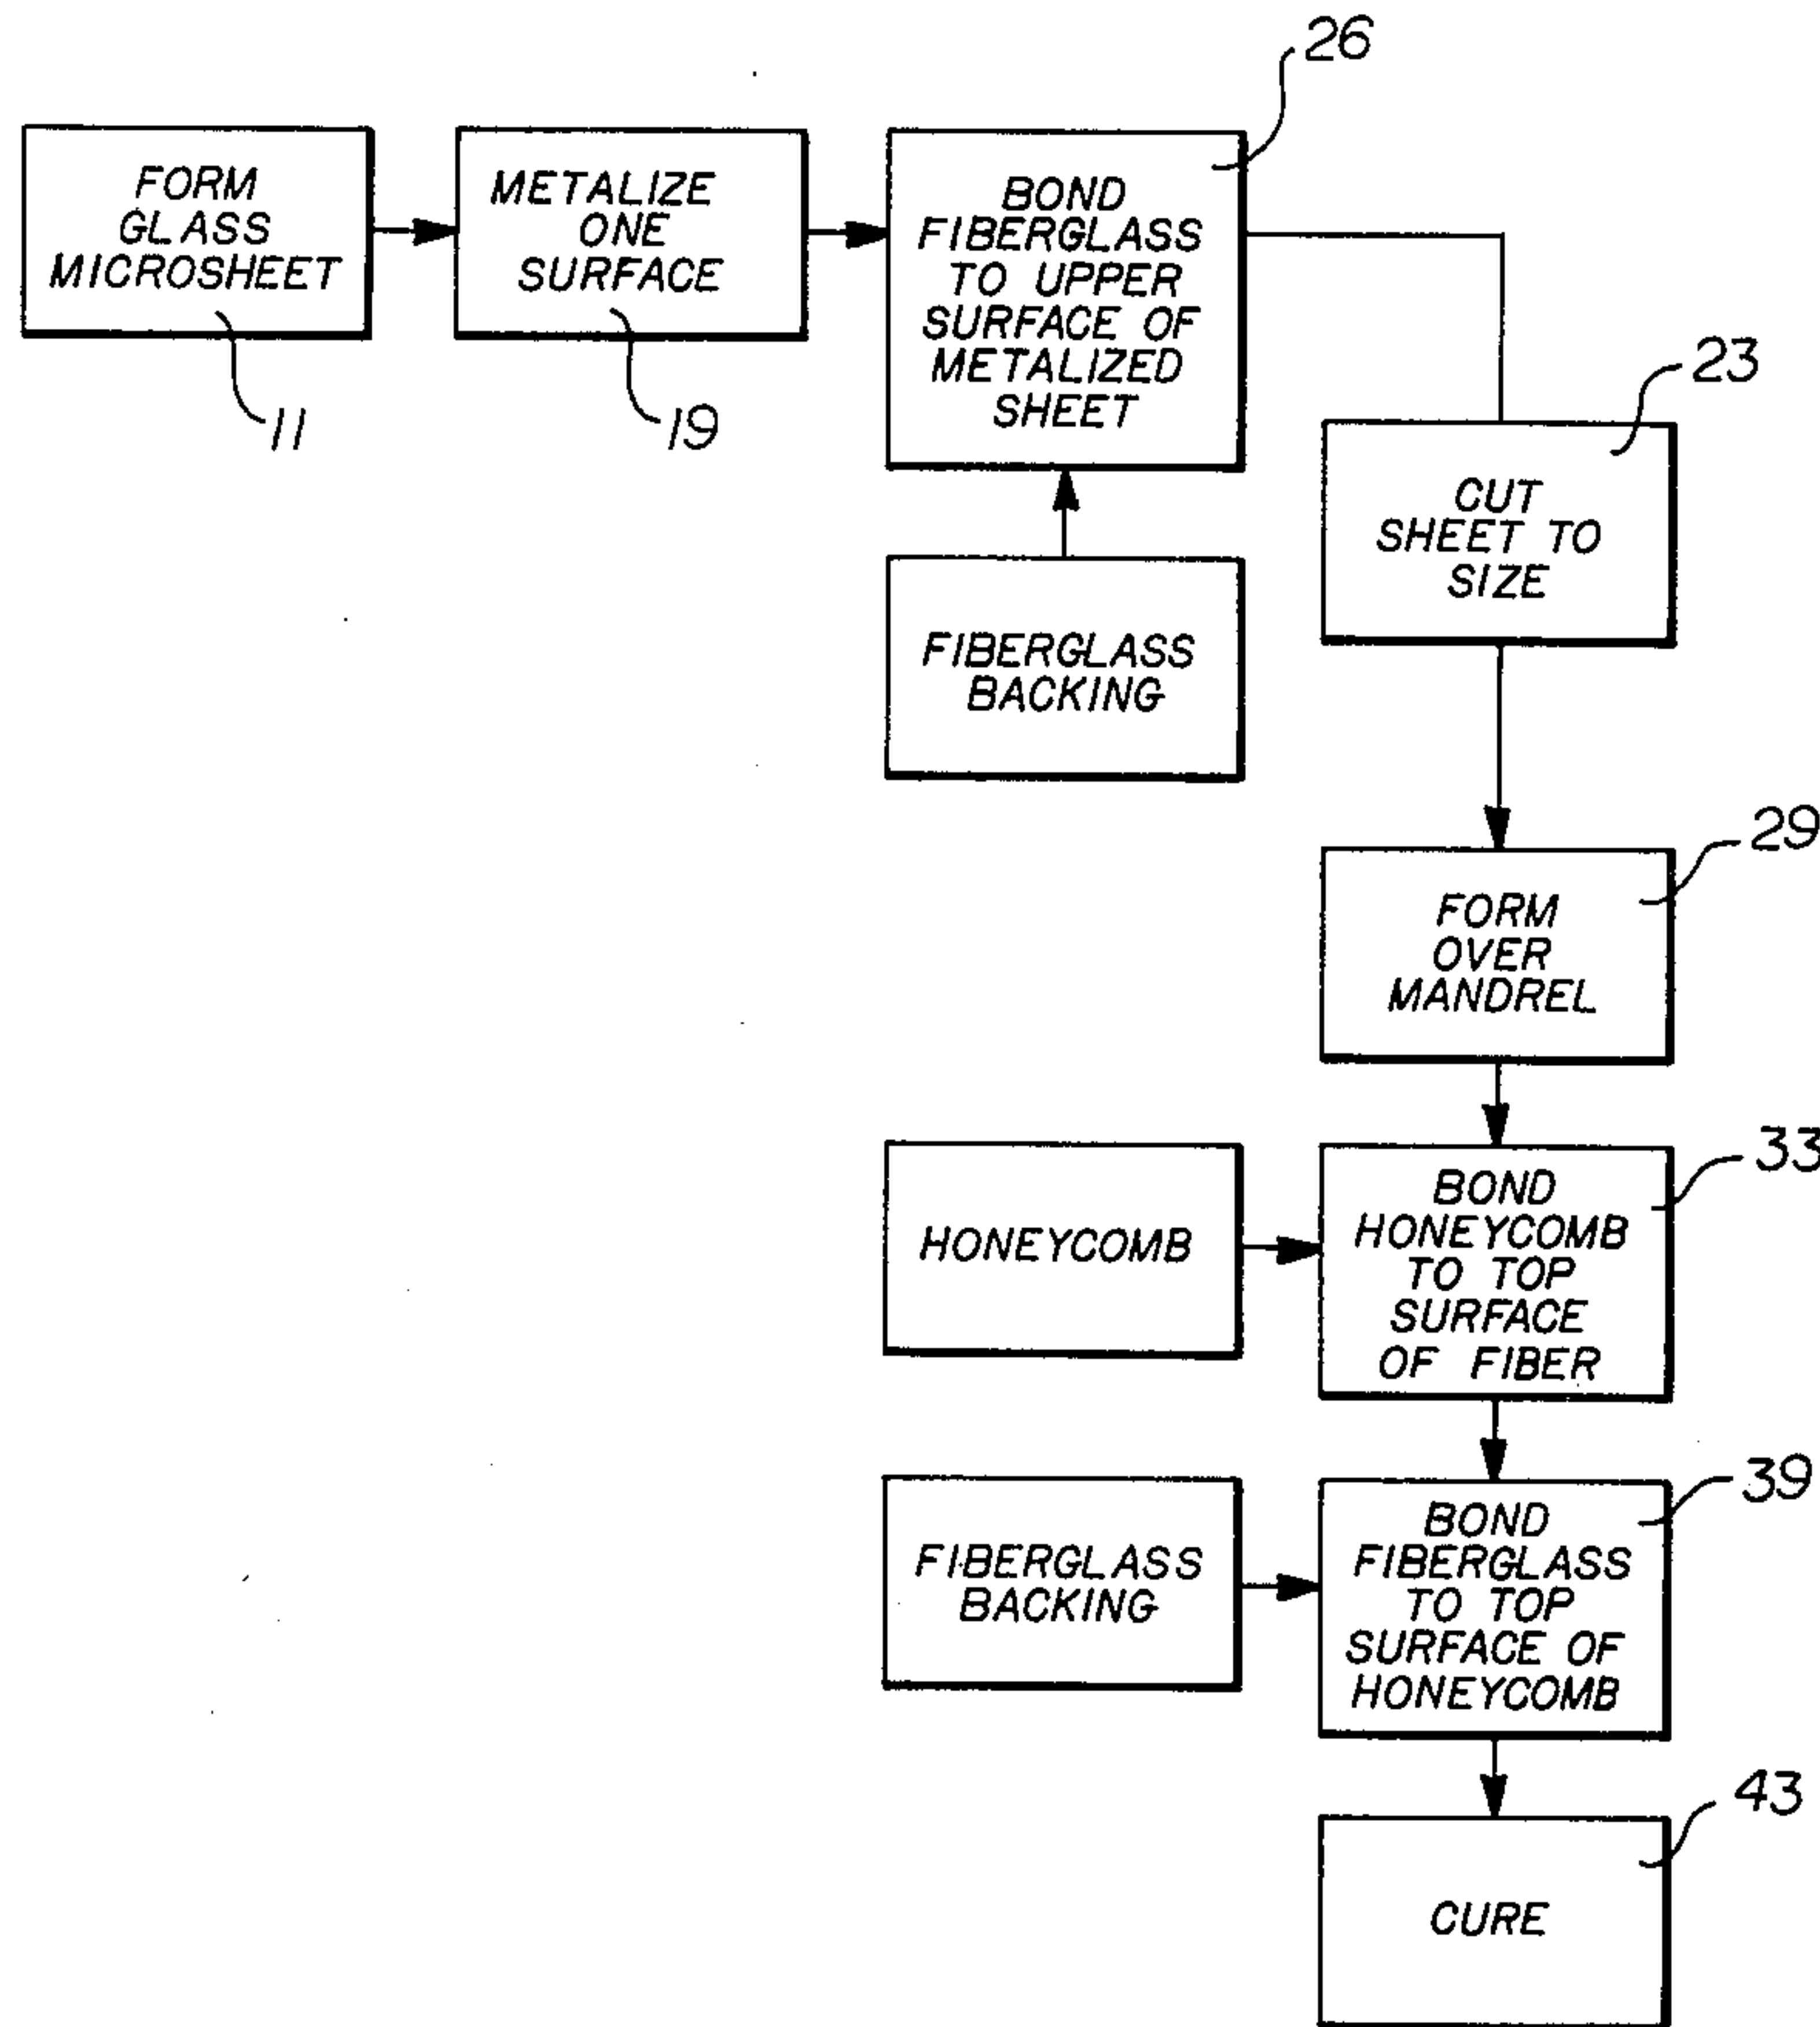 FORM
GLASS
MICROSHEET
11
METALIZE
ONE
SURFACE
19
26
BOND
FIBERGLASS
TO UPPER
SURFACE OF
METALIZED
SHEET
FIBERGLASS
BACKING
23
CUT
SHEET TO
SIZE
29
FORM
OVER
MANDREL
HONEYCOMB
33
BOND
HONEYCOMB
TO TOP
SURFACE
OF FIBER
FIBERGLASS
BACKING
39
BOND
FIBERGLASS
TO TOP
SURFACE OF
HONEYCOMB
43
CURE